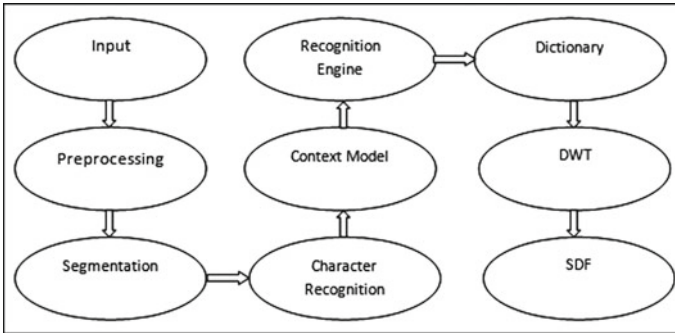 Input
Preprocessing
Segmentation
Character
Recognition
Context Model
Recognition
Engine
Dictionary
DWT
SDF